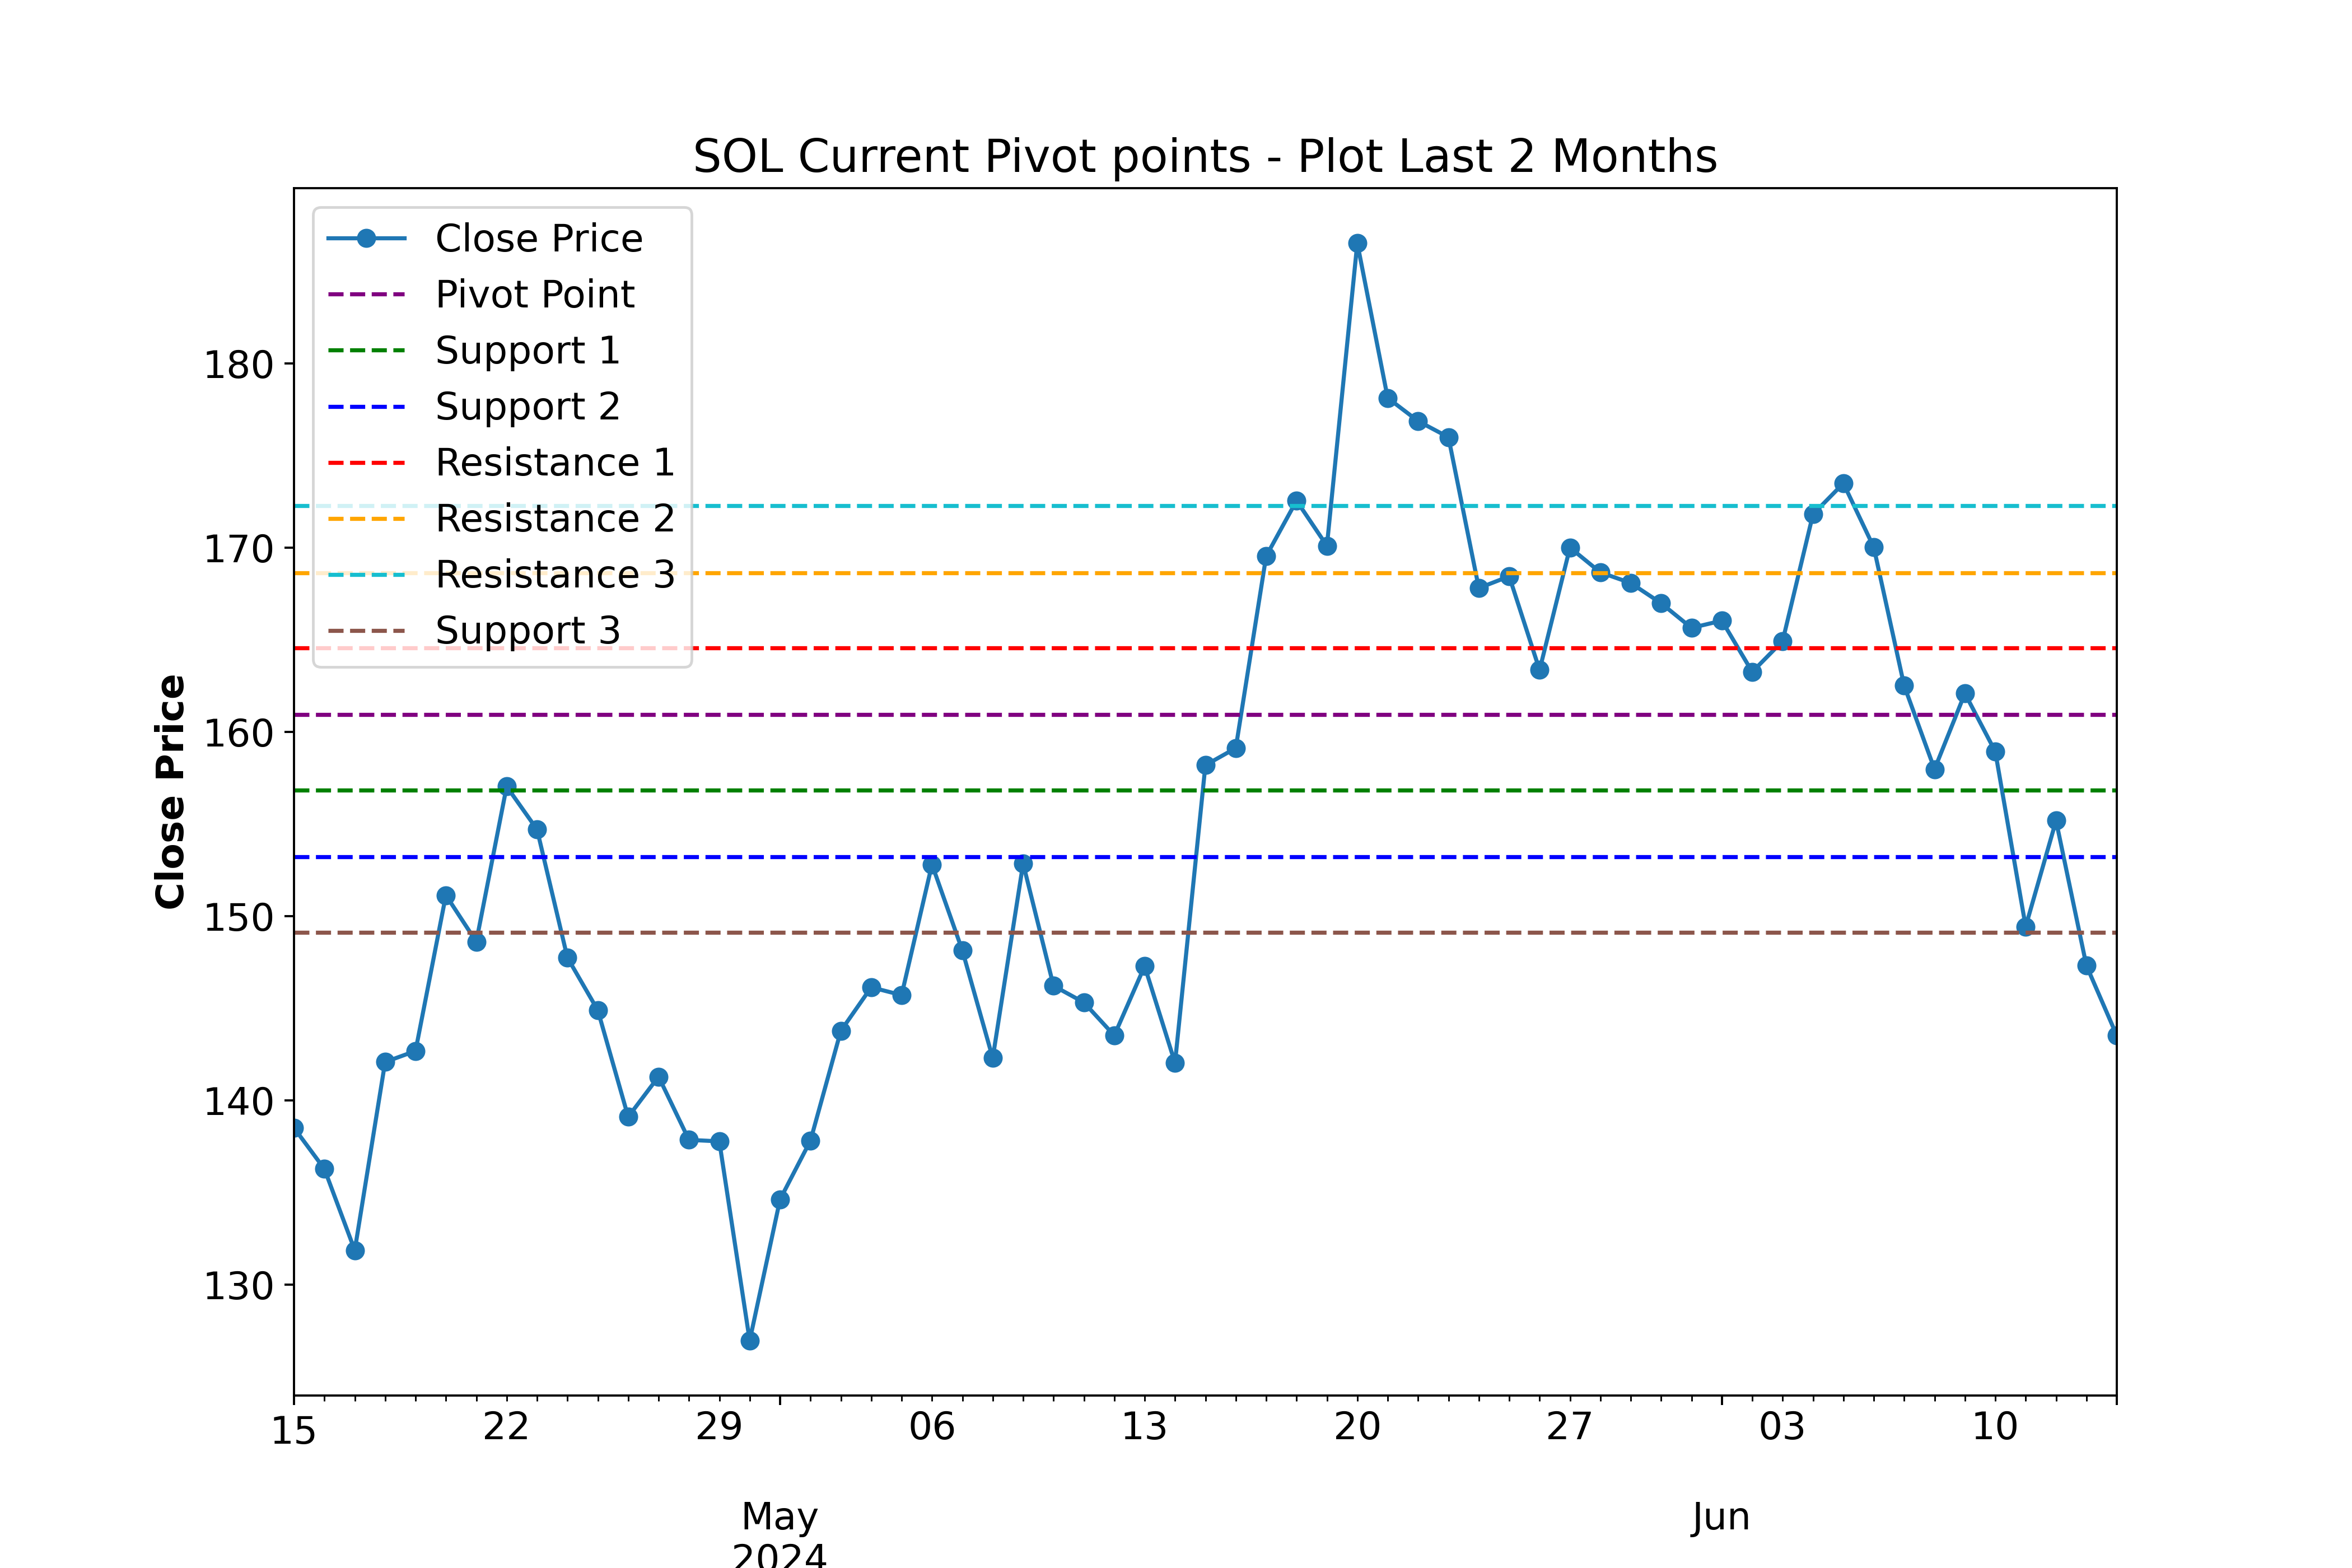 SOL Current Pivot points - Plot Last 2 Months
Close Price
Pivot Point
Support 1
Support 2
Resistance 1
Resistance 2
Resistance 3
Support 3
Close Price
180
170
160
150
140
130
15
22
29
06
13
20
27
03
10
May
Jun
2024